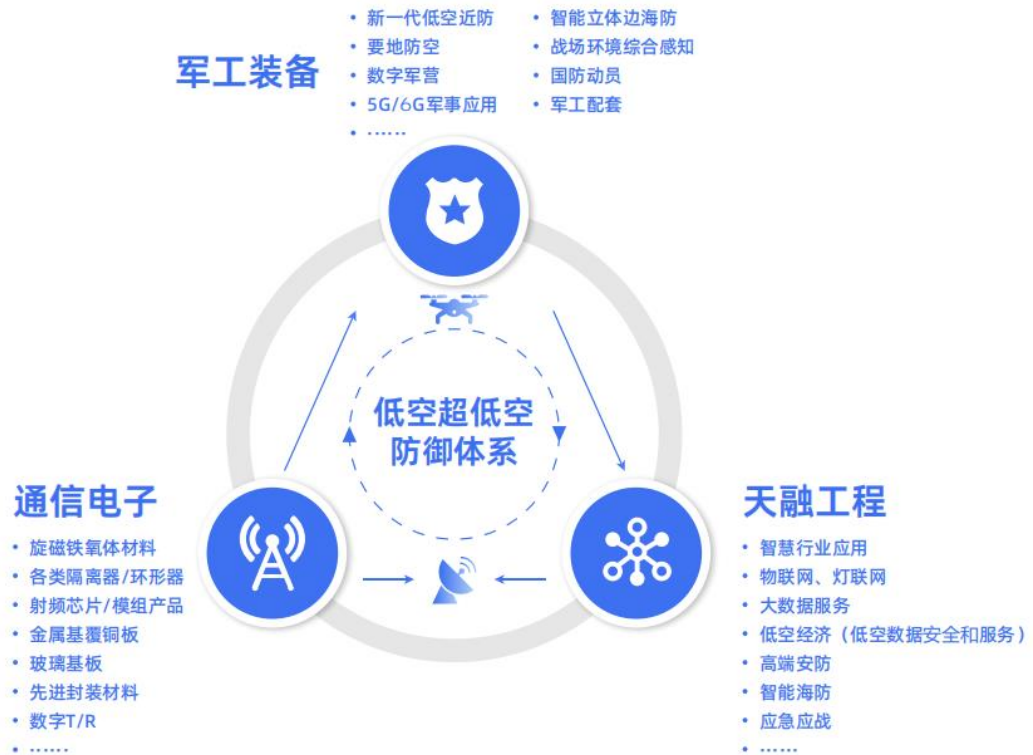 军工装备
• 新一代低空近防
• 要地防空
• 数字军营
• 5G/6G军事应用
• ……
• 智能立体边海防
• 战场环境综合感知
• 国防动员
• 军工配套
低空超低空
防御体系
通信电子
• 旋磁铁氧体材料
• 各类隔离器/环形器
• 射频芯片/模组产品
• 金属基覆铜板
• 玻璃基板
• 先进封装材料
• 数字T/R
• ……
天融工程
• 智慧行业应用
• 物联网、灯联网
• 大数据服务
• 低空经济（低空数据安全和服务）
• 高端安防
• 智能海防
• 应急应战
• ……